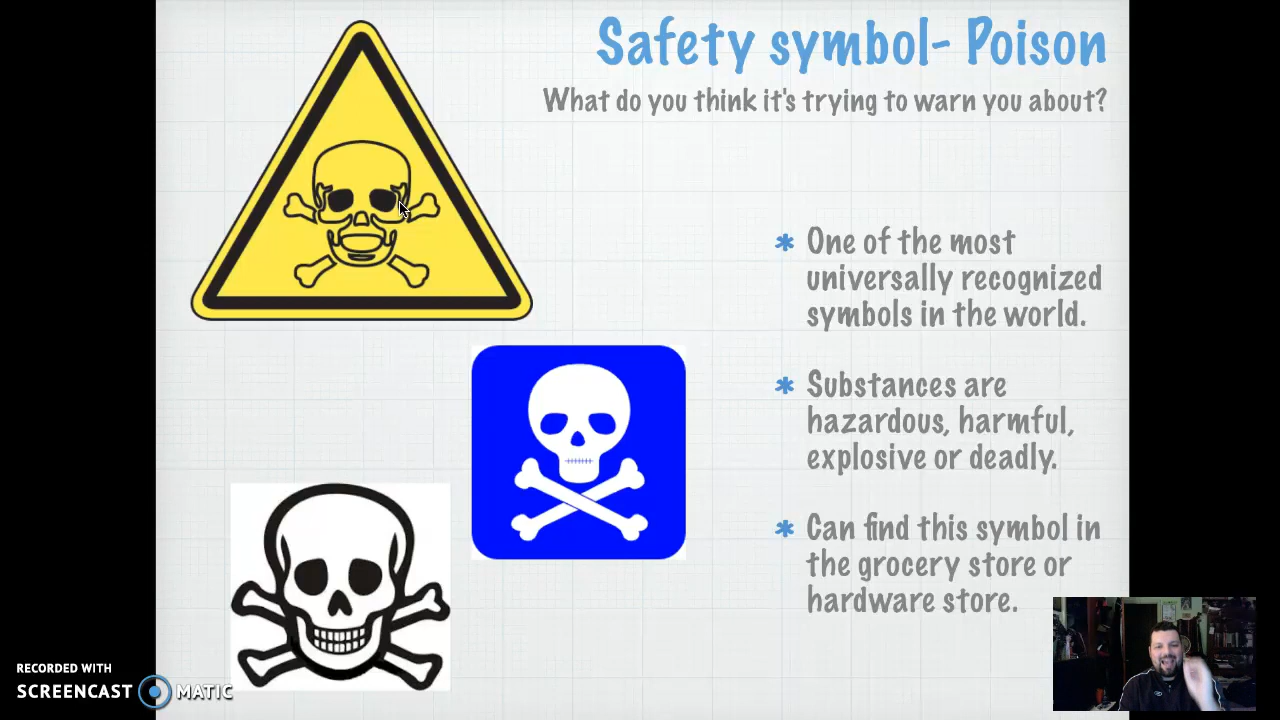 Safety symbol- Poison
What do you think it's trying to warn you about?
* One of the most
universally recognized
symbols in the world.
* Substances are
hazardous, harmful,
explosive or deadly.
* Can find this symbol in
the grocery store or
hardware store.
RECORDED WITH
SCREENCAST MATIC